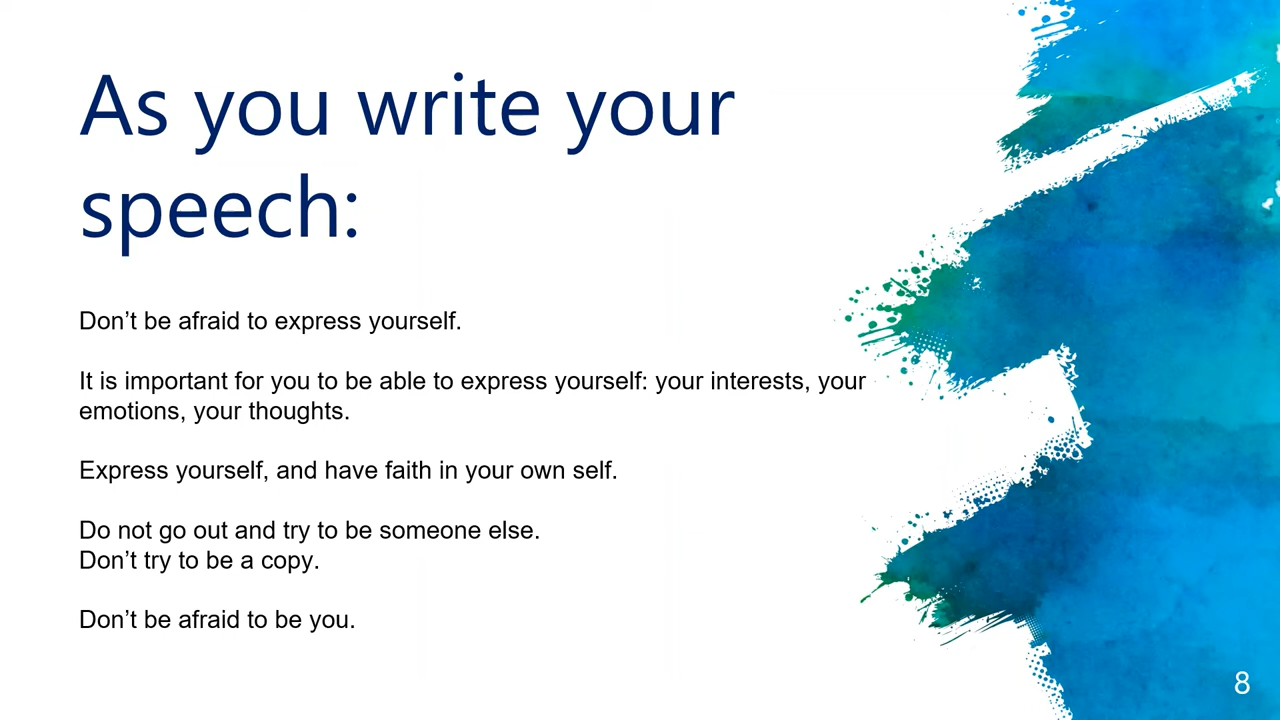 As you write your
speech:
Don’t be afraid to express yourself.
It is important for you to be able to express yourself: your interests, your
emotions, your thoughts.
Express yourself, and have faith in your own self.
Do not go out and try to be someone else.
Don’t try to be a copy.
Don’t be afraid to be you.
8